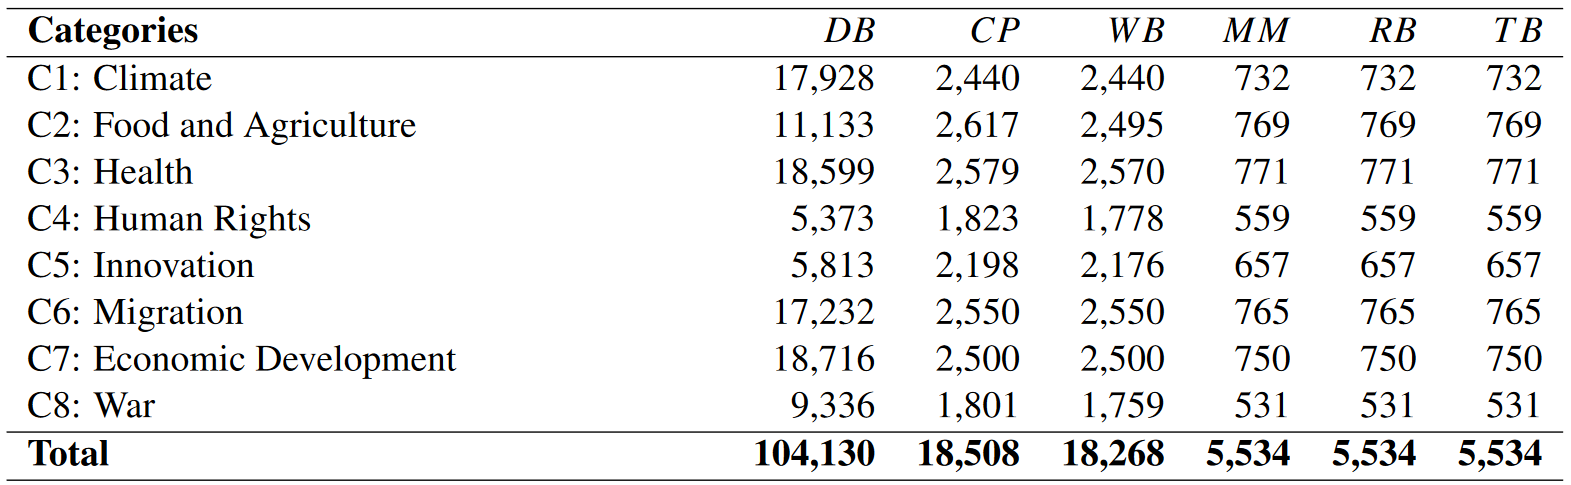 Categories DB CP WB MM RB TB
C1: Climate 17,928 2,440 2,440 732 732 732
C2: Food and Agriculture 11,133 2,617 2,495 769 769 769
C3: Health 18,599 2,579 2,570 771 771 771
C4: Human Rights 5,373 1,823 1,778 559 559 559
C5: Innovation 5,813 2,198 2,176 657 657 657
C6: Migration 17,232 2,550 2,550 765 765 765
C7: Economic Development 18,716 2,500 2,500 750 750 750
C8: War 9,336 1,801 1,759 531 531 531
Total 104,130 18,508 18,268 5,534 5,534 5,534